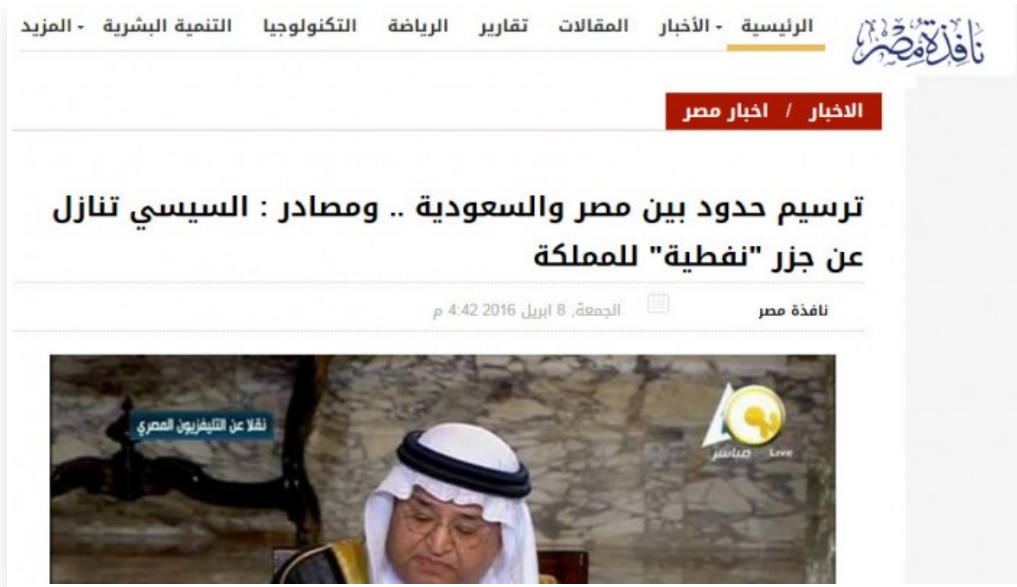 نافذة مصر
الرئيسية - الأخبار المقالات تقارير الرياضة التكنولوجيا التنمية البشرية - المزيد
الاخبار / اخبار مصر
ترسيم حدود بين مصر والسعودية .. ومصادر : السيسي تنازل
عن جزر "نفطية" للمملكة
نافذة مصر الجمعة, 8 ابريل 2016 4:42 م
نقلا عن التليفزيون المصري
مباشر Live